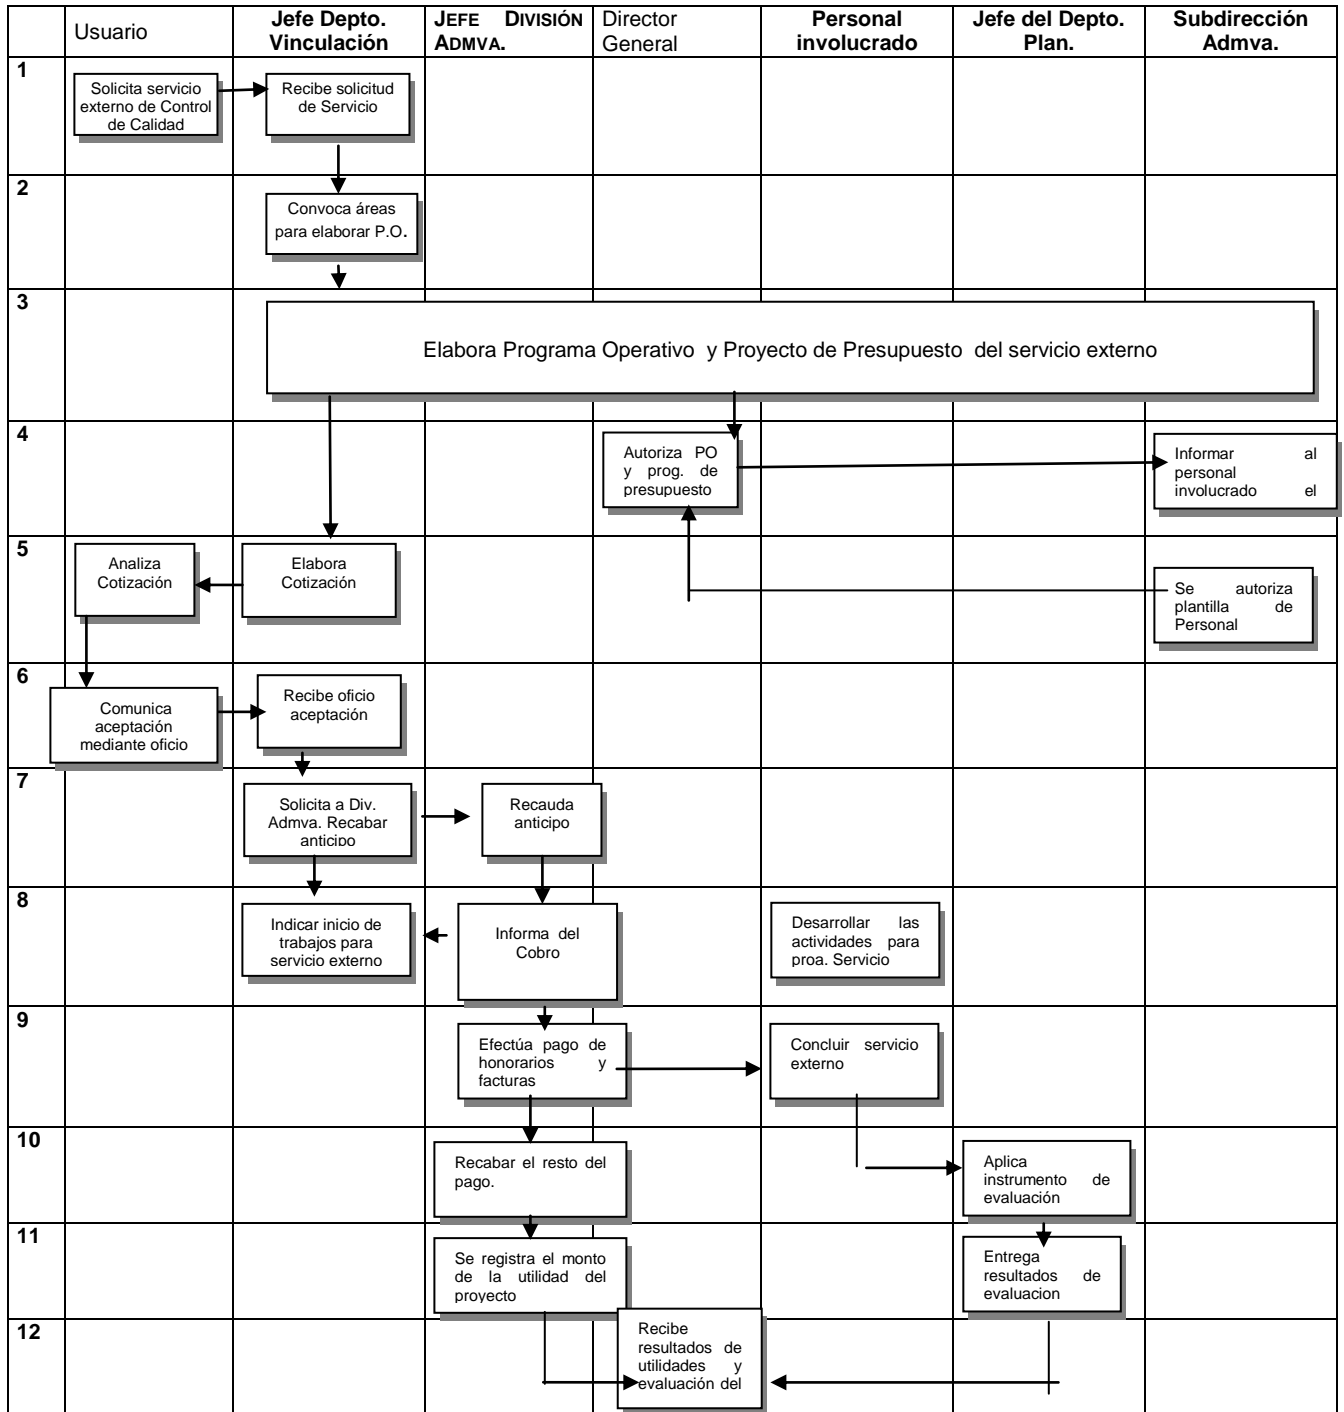 Usuario
Jefe Depto.
Vinculación
JEFE DIVISIÓN
ADMVA.
Director
General
Personal
involucrado
Jefe del Depto.
Plan.
Subdirección
Admva.
1
Solicita servicio
externo de Control
de Calidad
Recibe solicitud
de Servicio
2
Convoca áreas
para elaborar P.O.
3
Elabora Programa Operativo y Proyecto de Presupuesto del servicio externo
4
Autoriza PO
y prog. de
presupuesto
Informar al
personal
involucrado el
5
Analiza
Cotización
Elabora
Cotización
Se autoriza
plantilla de
Personal
6
Comunica
aceptación
mediante oficio
Recibe oficio
aceptación
7
Solicita a Div.
Admva. Recabar
anticipo
Recauda
anticipo
8
Indicar inicio de
trabajos para
servicio externo
Informa del
Cobro
Desarrollar las
actividades para
proa. Servicio
9
Efectúa pago de
honorarios y
facturas
Concluir servicio
externo
10
Recabar el resto del
pago.
Aplica
instrumento de
evaluación
11
Se registra el monto
de la utilidad del
proyecto
Entrega
resultados de
evaluacion
12
Recibe
resultados de
utilidades y
evaluación del